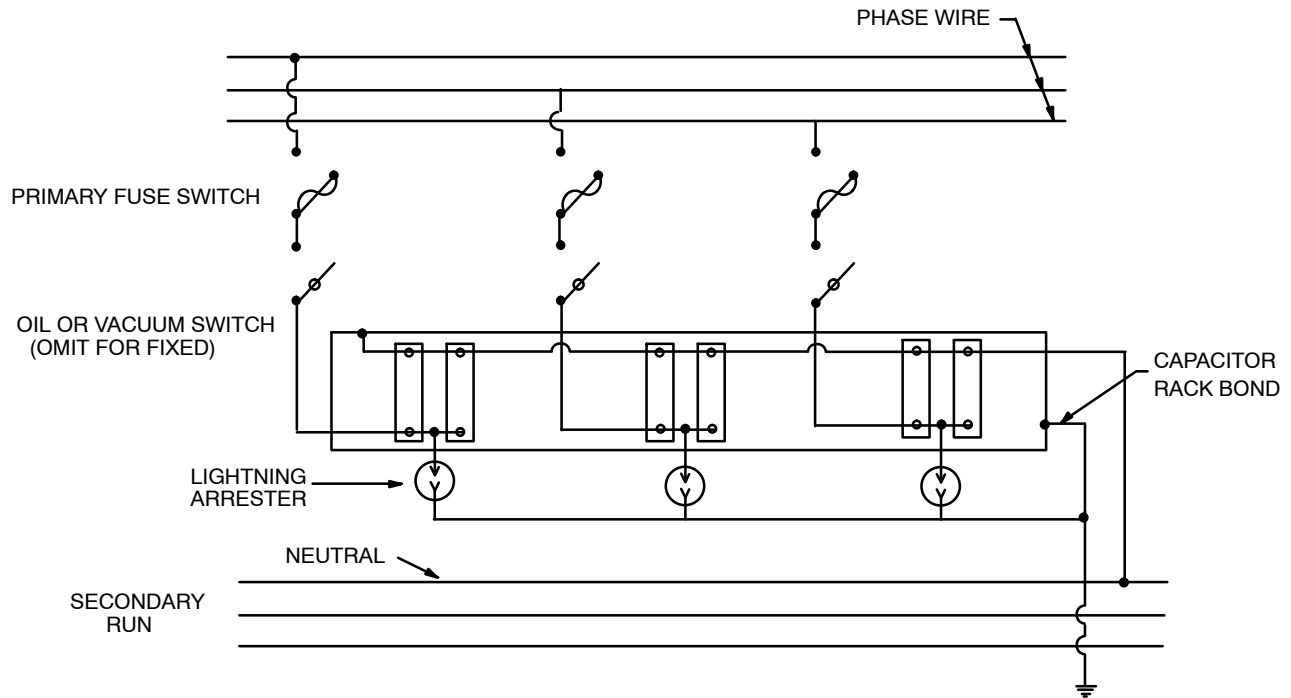 PHASE WIRE
PRIMARY FUSE SWITCH
OIL OR VACUUM SWITCH
(OMIT FOR FIXED)
CAPACITOR
RACK BOND
LIGHTNING
ARRESTER
NEUTRAL
SECONDARY
RUN